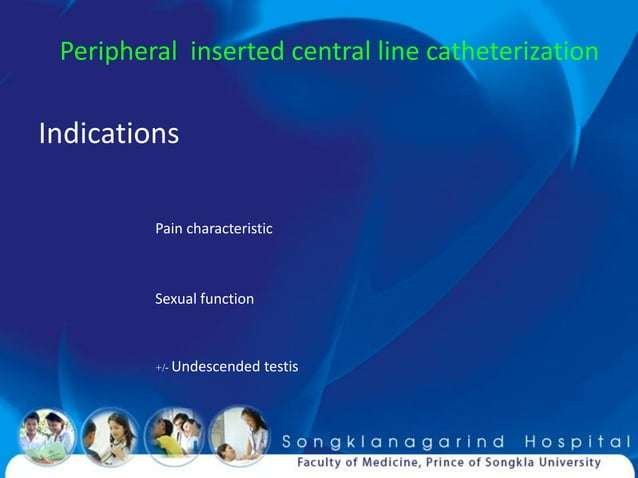 Peripheral  inserted central line catheterization
Indications
Pain characteristic
Sexual function
+/- Undescended testis
Songklanagarind Hospital
Faculty of Medicine, Prince of Songkla University